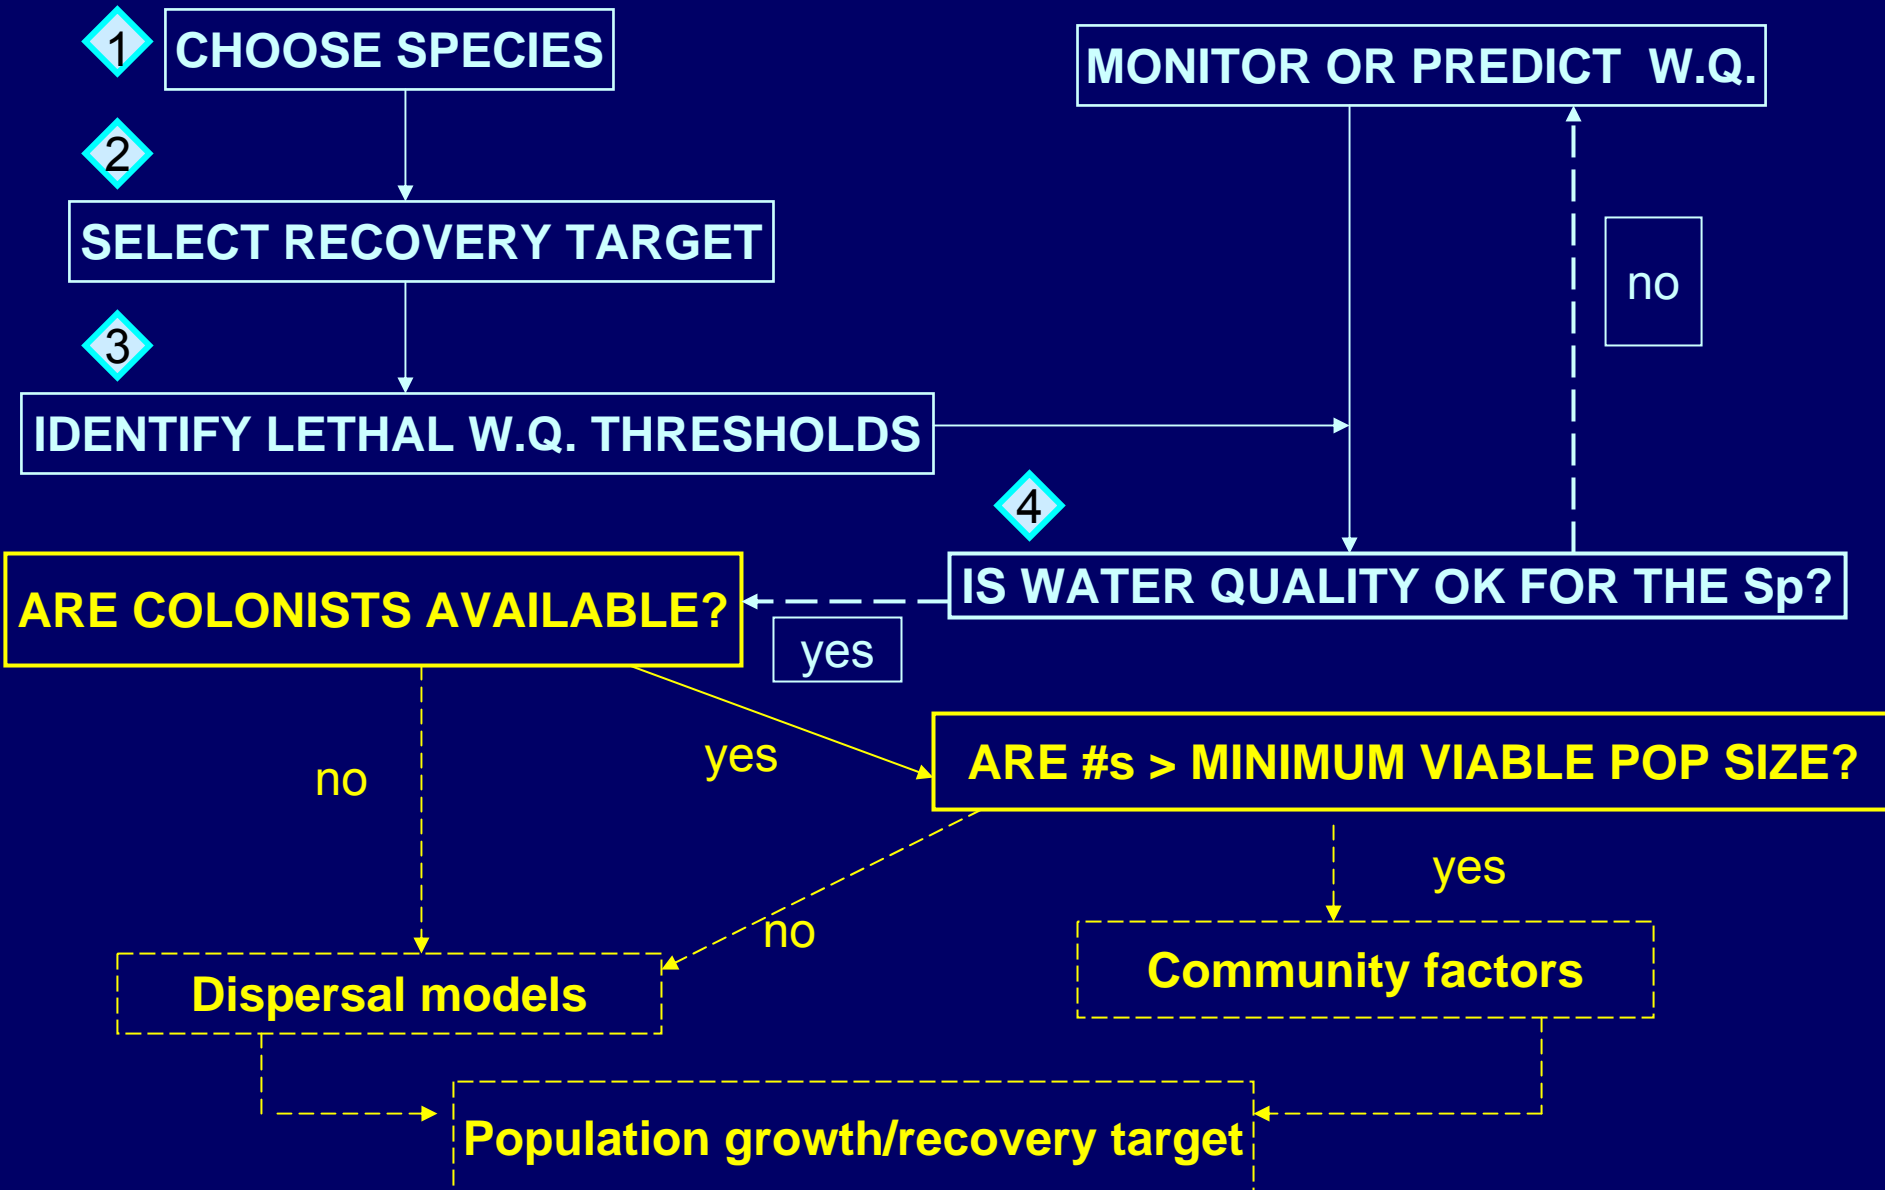 1
CHOOSE SPECIES
MONITOR OR PREDICT W.Q.
2
SELECT RECOVERY TARGET
no
3
IDENTIFY LETHAL W.Q. THRESHOLDS
4
IS WATER QUALITY OK FOR THE Sp?
ARE COLONISTS AVAILABLE?
yes
yes
ARE #s > MINIMUM VIABLE POP SIZE?
no
yes
no
Community factors
Dispersal models
Population growth/recovery target